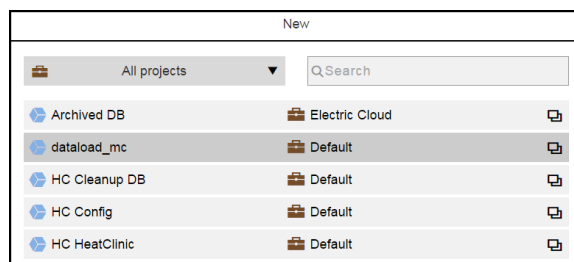 New
All projects Search
Archived DB Electric Cloud
dataload_mc Default
HC Cleanup DB Default
HC Config Default
HC HeatClinic Default